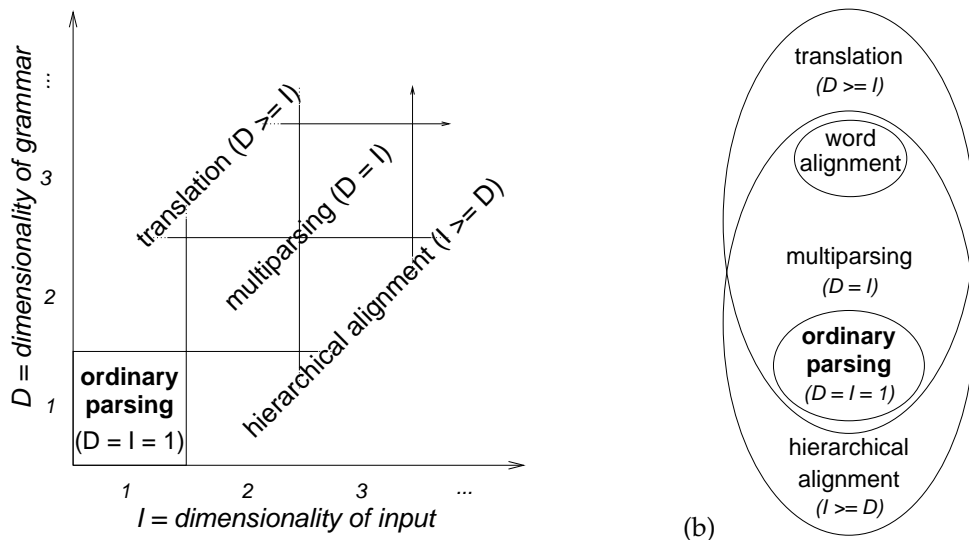 D = dimensionality of grammar
...
3
2
1
translation (D >= I)
multiparsing (D = I)
hierarchical alignment (I >= D)
ordinary
parsing
(D = I = 1)
1
2
3
...
I = dimensionality of input
translation
(D >= I)
word
alignment
multiparsing
(D = I)
ordinary
parsing
(D = I = 1)
hierarchical
alignment
(I >= D)
(b)